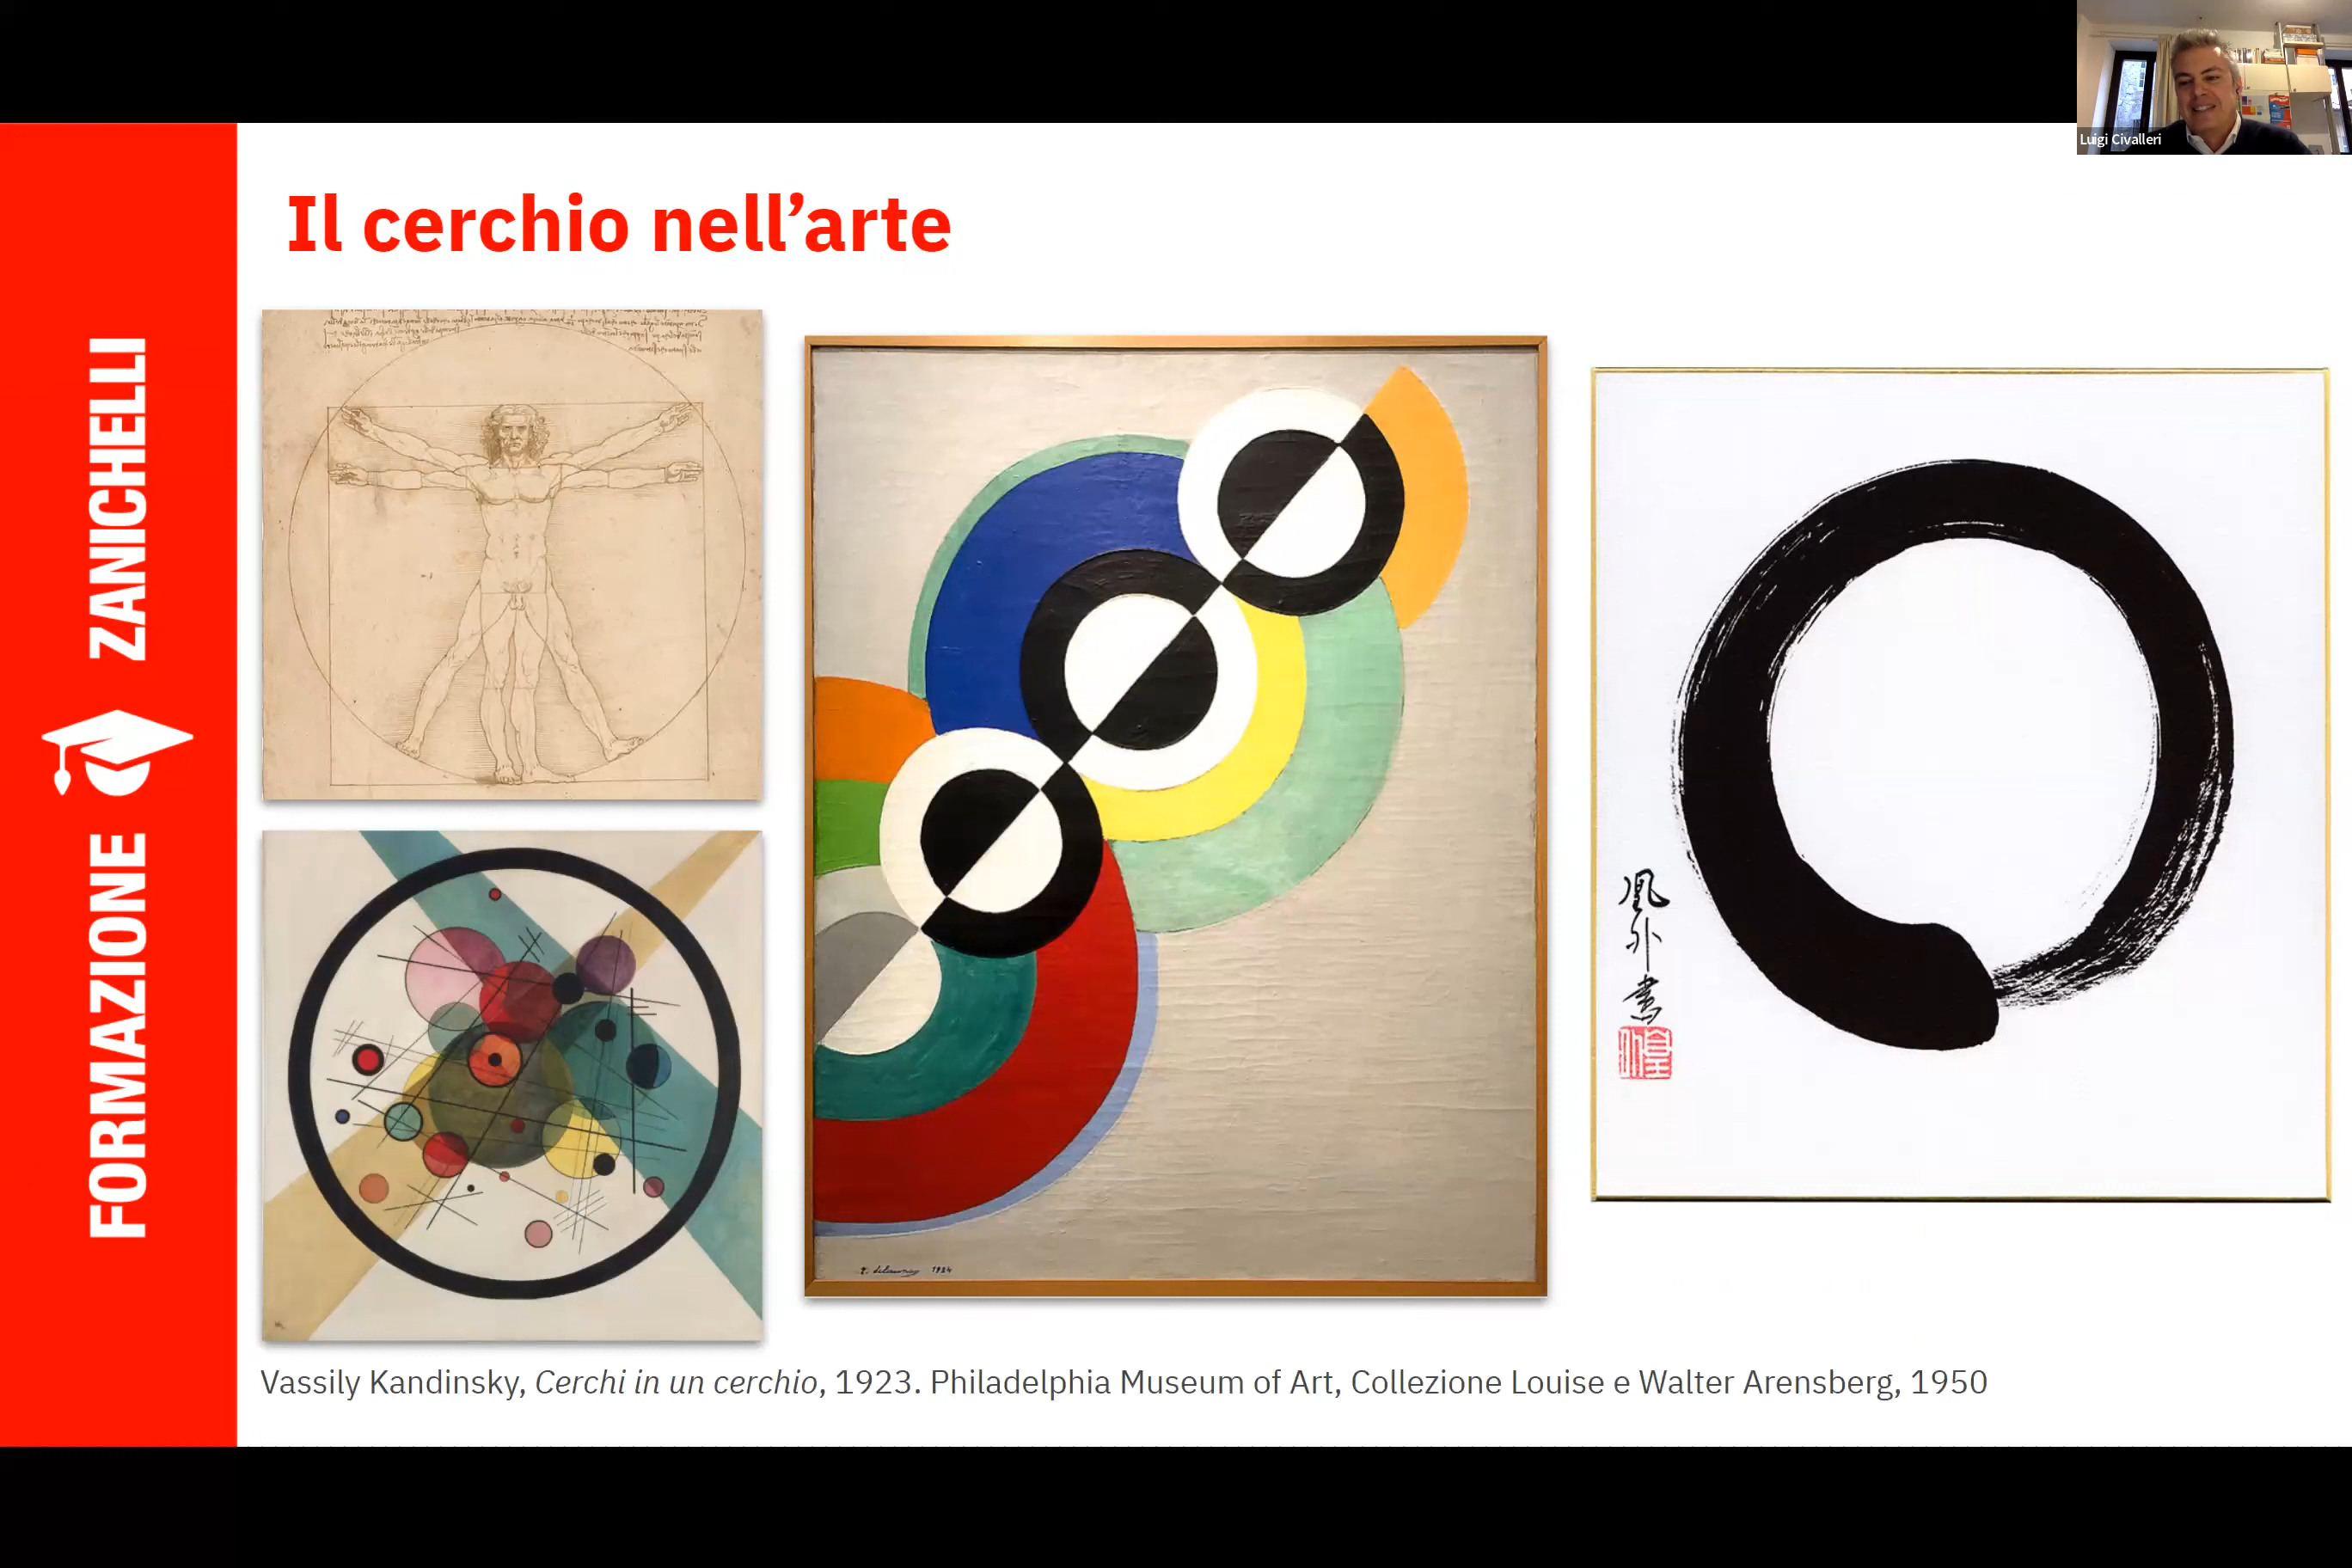 Luigi Civalleri
Il cerchio nell’arte
FORMAZIONE ZANICHELLI
1924
Vassily Kandinsky, Cerchi in un cerchio, 1923. Philadelphia Museum of Art, Collezione Louise e Walter Arensberg, 1950